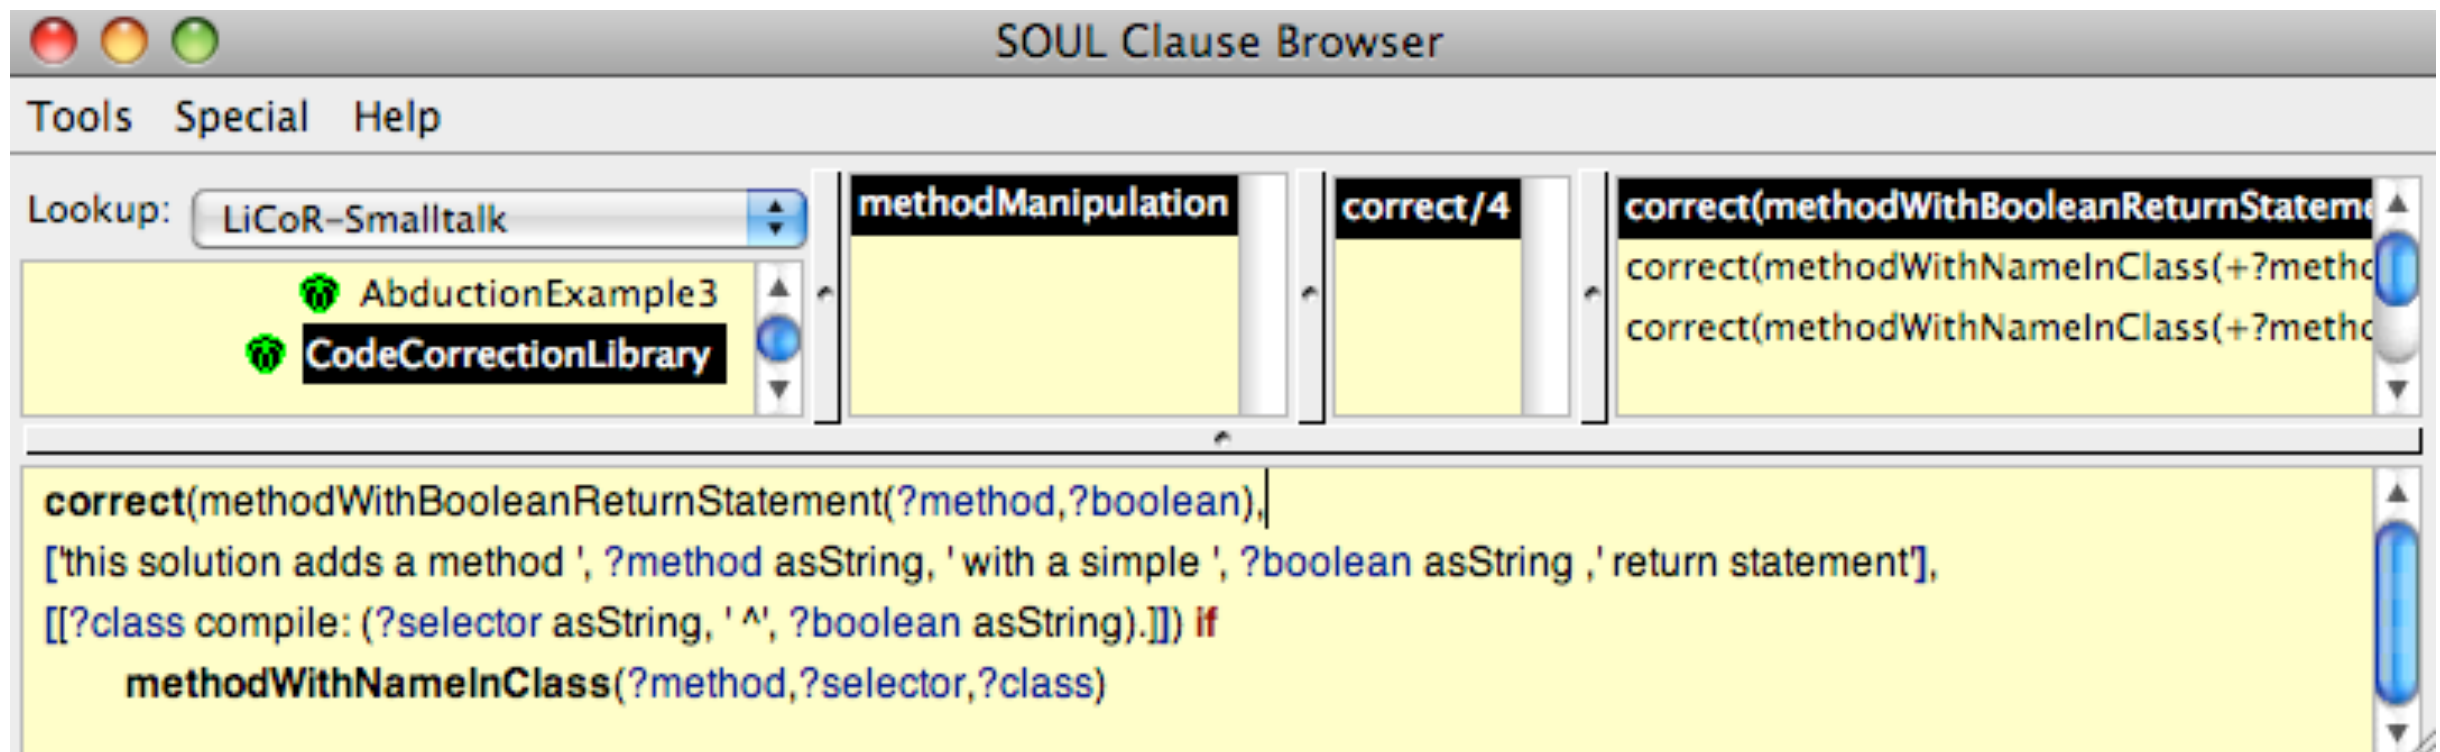 SOUL Clause Browser
Tools Special Help
Lookup: LiCoR-Smalltalk
AbductionExample3
CodeCorrectionLibrary
methodManipulation
correct/4
correct(methodWithBooleanReturnStateme
correct(methodWithNameInClass(+?metho
correct(methodWithNameInClass(+?metho
correct(methodWithBooleanReturnStatement(?method,?boolean),
['this solution adds a method ', ?method asString, ' with a simple ', ?boolean asString ,' return statement'],
[[?class compile: (?selector asString, ' ^', ?boolean asString).]]) if
methodWithNameInClass(?method,?selector,?class)